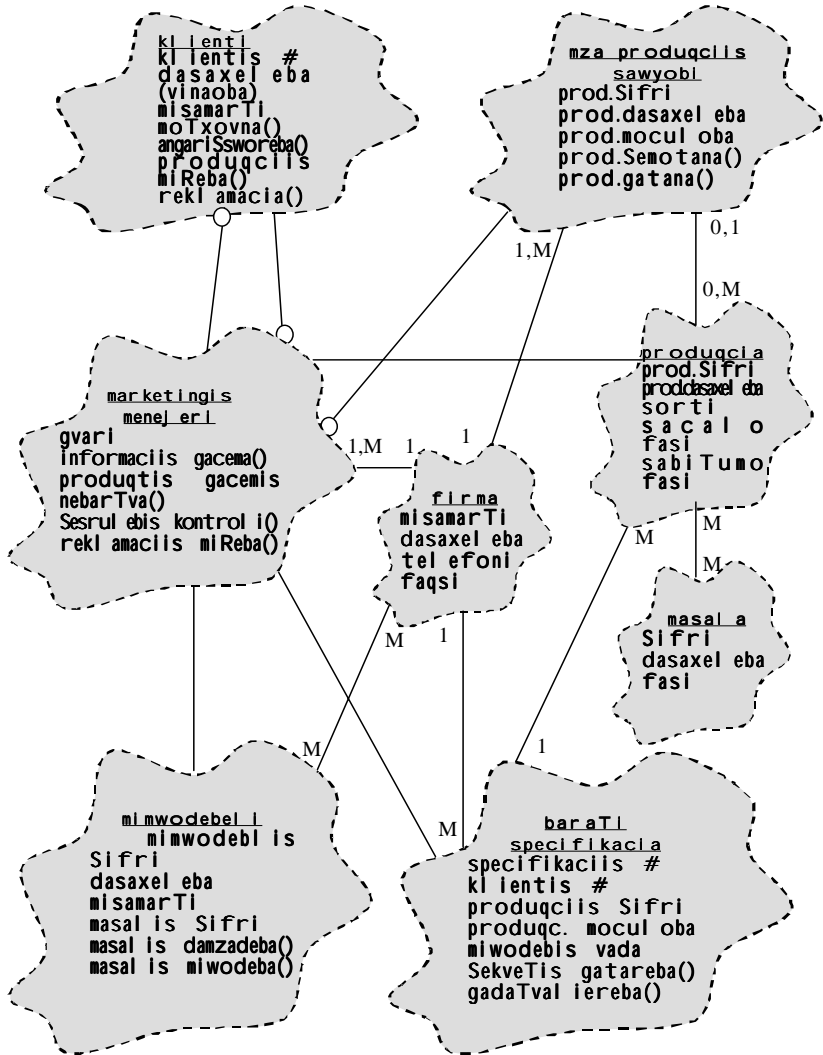 klienti
klientis #
dasaxeleba
(vinaoba)
misamarTi
moTxovna()
angariSsworeba()
produqciis
miReba()
reklamacia()
mza produqciis
sawyobi
prod.Sifri
prod.dasaxeleba
prod.moculoba
prod.Semotana()
prod.gatana()
1,M
0,1
0,M
produqcia
prod.Sifri
prod.dasaxeleba
sorti
sacalo
fasi
sabiTumo
fasi
marketingis
menejeri
gvari
informaciis gacema()
produqtis gacemis
nebarTva()
Sesrulebis kontroli()
reklamaciis miReba()
1,M
1
1
firma
misamarTi
dasaxeleba
telefoni
faqsi
M
M
M
masala
Sifri
dasaxeleba
fasi
M
1
M
1
M
mimwodebeli
mimwodeblis
Sifri
dasaxeleba
misamarTi
masalis Sifri
masalis damzadeba()
masalis miwodeba()
baraTi
specifikacia
specifikaciis #
klientis #
produqciis Sifri
produqc. moculoba
miwodebis vada
SekveTis gatareba()
gadaTvaliereba()